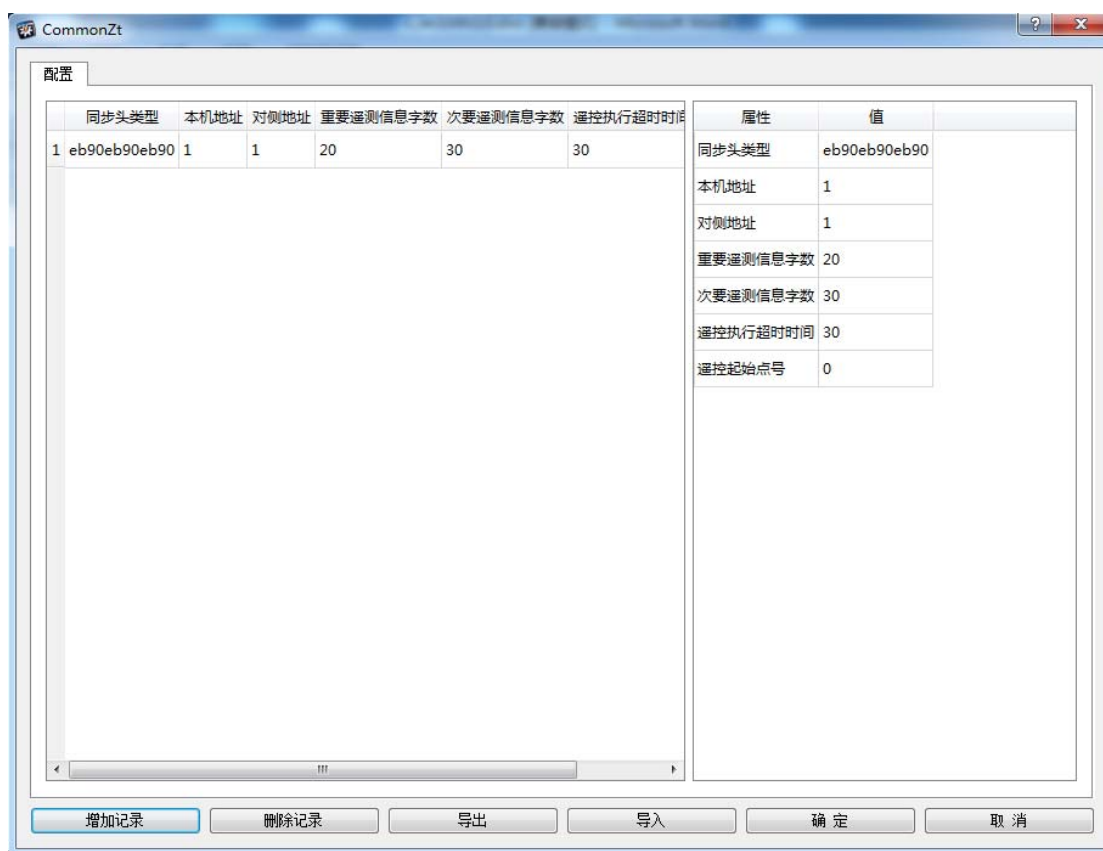 CommonZt
配置
同步头类型 本机地址 对侧地址 重要遥测信息字数 次要遥测信息字数 遥控执行超时时间
1 eb90eb90eb90 1 1 20 30 30
属性 值
同步头类型 eb90eb90eb90
本机地址 1
对侧地址 1
重要遥测信息字数 20
次要遥测信息字数 30
遥控执行超时时间 30
遥控起始点号 0
增加记录 删除记录 导出 导入 确定 取消